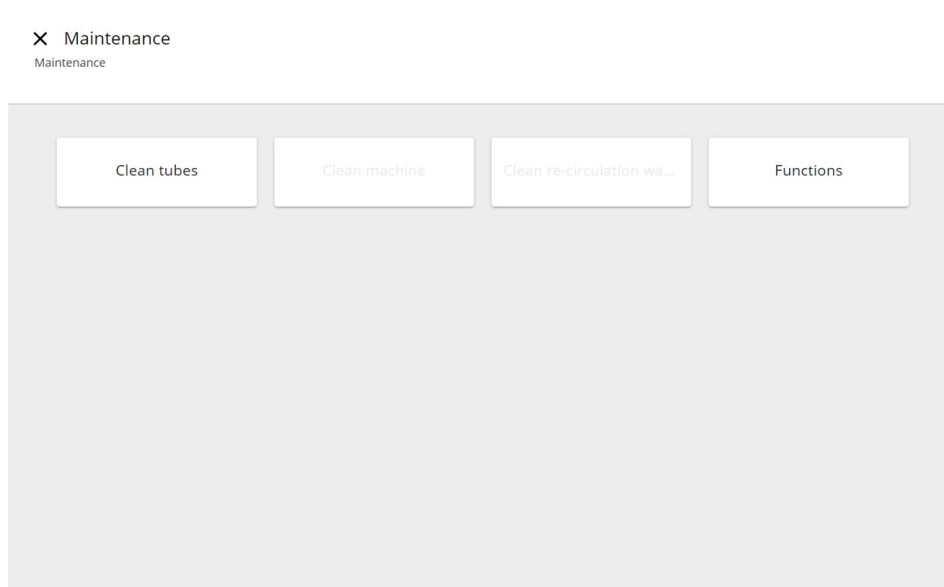 Maintenance
Maintenance
Clean tubes
Clean machine
Clean re-circulation wa...
Functions